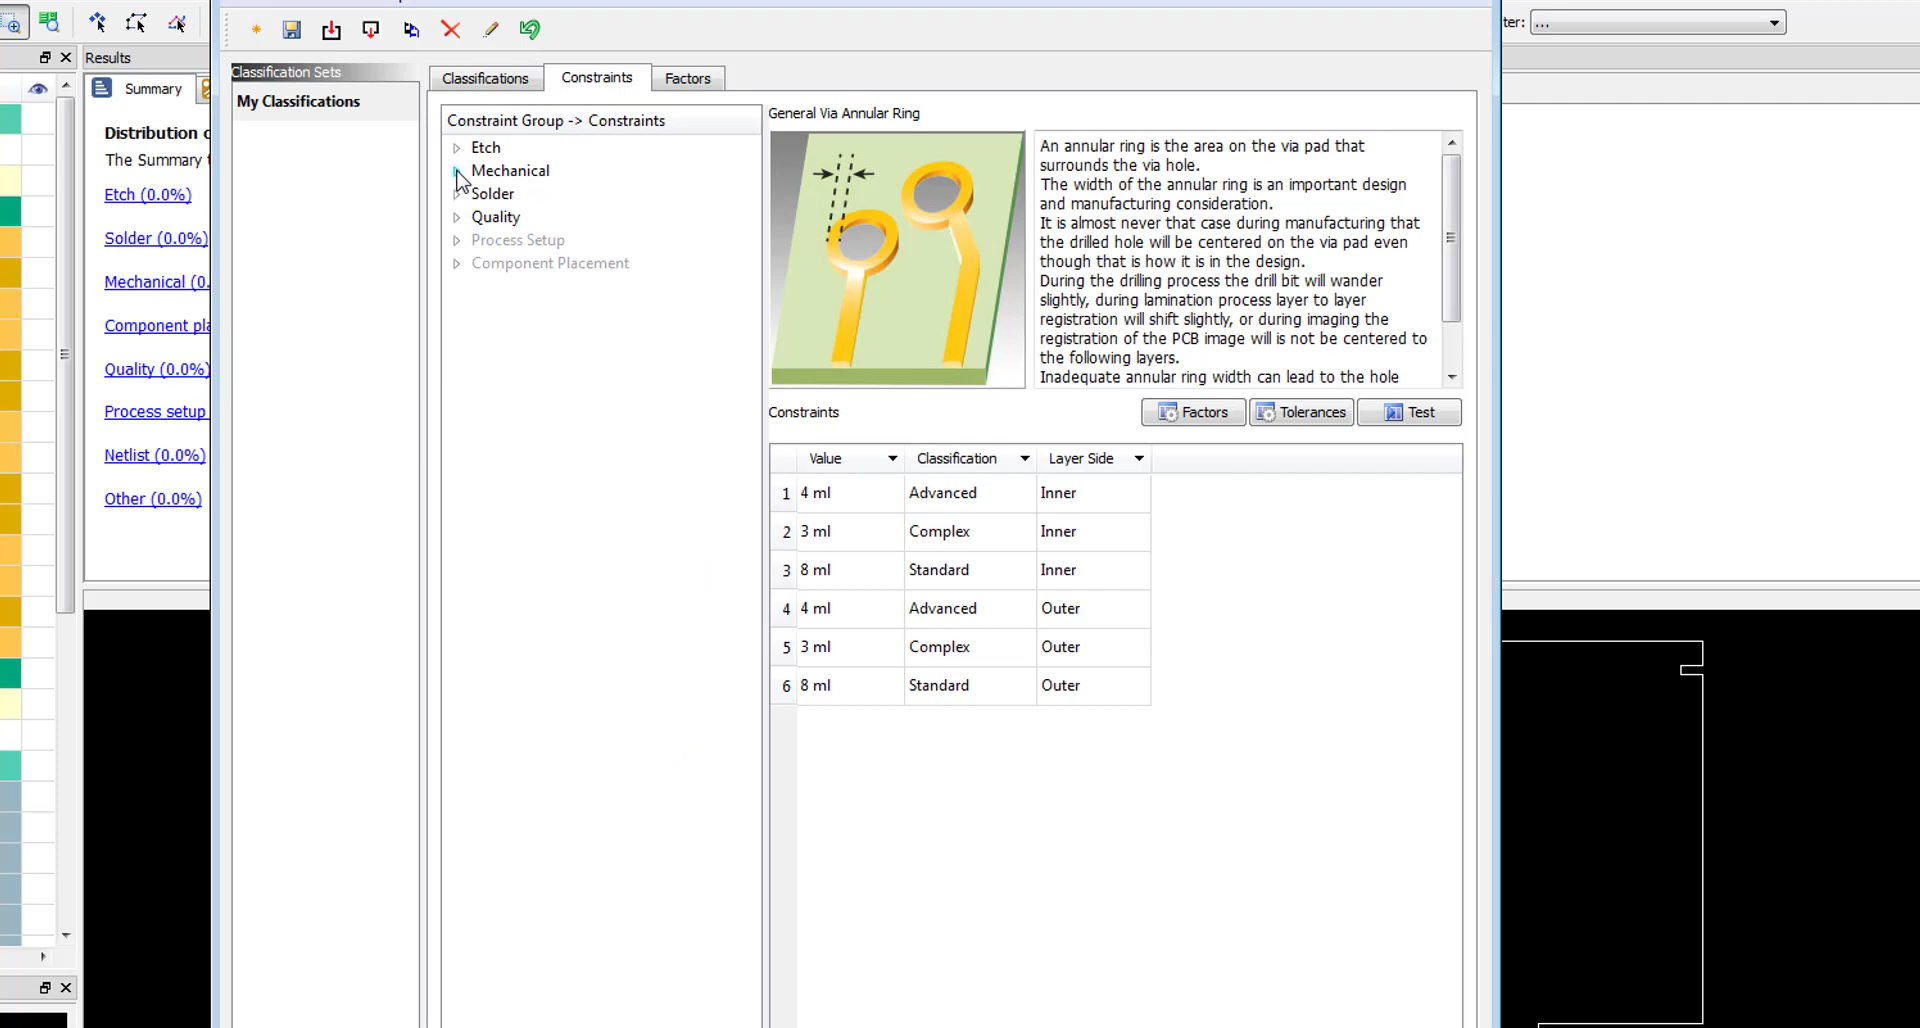 ter: ...
Results
Summary
Distribution o
The Summary t
Etch (0.0%)
Solder (0.0%)
Mechanical (0.
Component pla
Quality (0.0%)
Process setup
Netlist (0.0%)
Other (0.0%)
Classification Sets
My Classifications
Classifications
Constraints
Factors
Constraint Group -> Constraints
Etch
Mechanical
Solder
Quality
Process Setup
Component Placement
General Via Annular Ring
An annular ring is the area on the via pad that
surrounds the via hole.
The width of the annular ring is an important design
and manufacturing consideration.
It is almost never that case during manufacturing that
the drilled hole will be centered on the via pad even
though that is how it is in the design.
During the drilling process the drill bit will wander
slightly, during lamination process layer to layer
registration will shift slightly, or during imaging the
registration of the PCB image will is not be centered to
the following layers.
Inadequate annular ring width can lead to the hole
Constraints
Factors
Tolerances
Test
Value Classification Layer Side
1 4 ml Advanced Inner
2 3 ml Complex Inner
3 8 ml Standard Inner
4 4 ml Advanced Outer
5 3 ml Complex Outer
6 8 ml Standard Outer